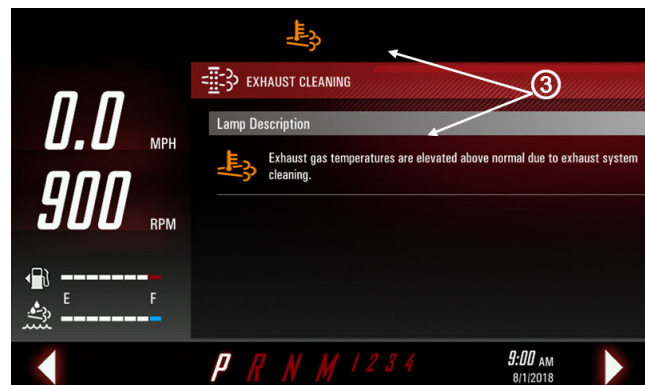 EXHAUST CLEANING
3
Lamp Description
0.0 MPH
Exhaust gas temperatures are elevated above normal due to exhaust system
cleaning.
900 RPM
E F
P R N M 1 2 3 4
9:00 AM
8/1/2018